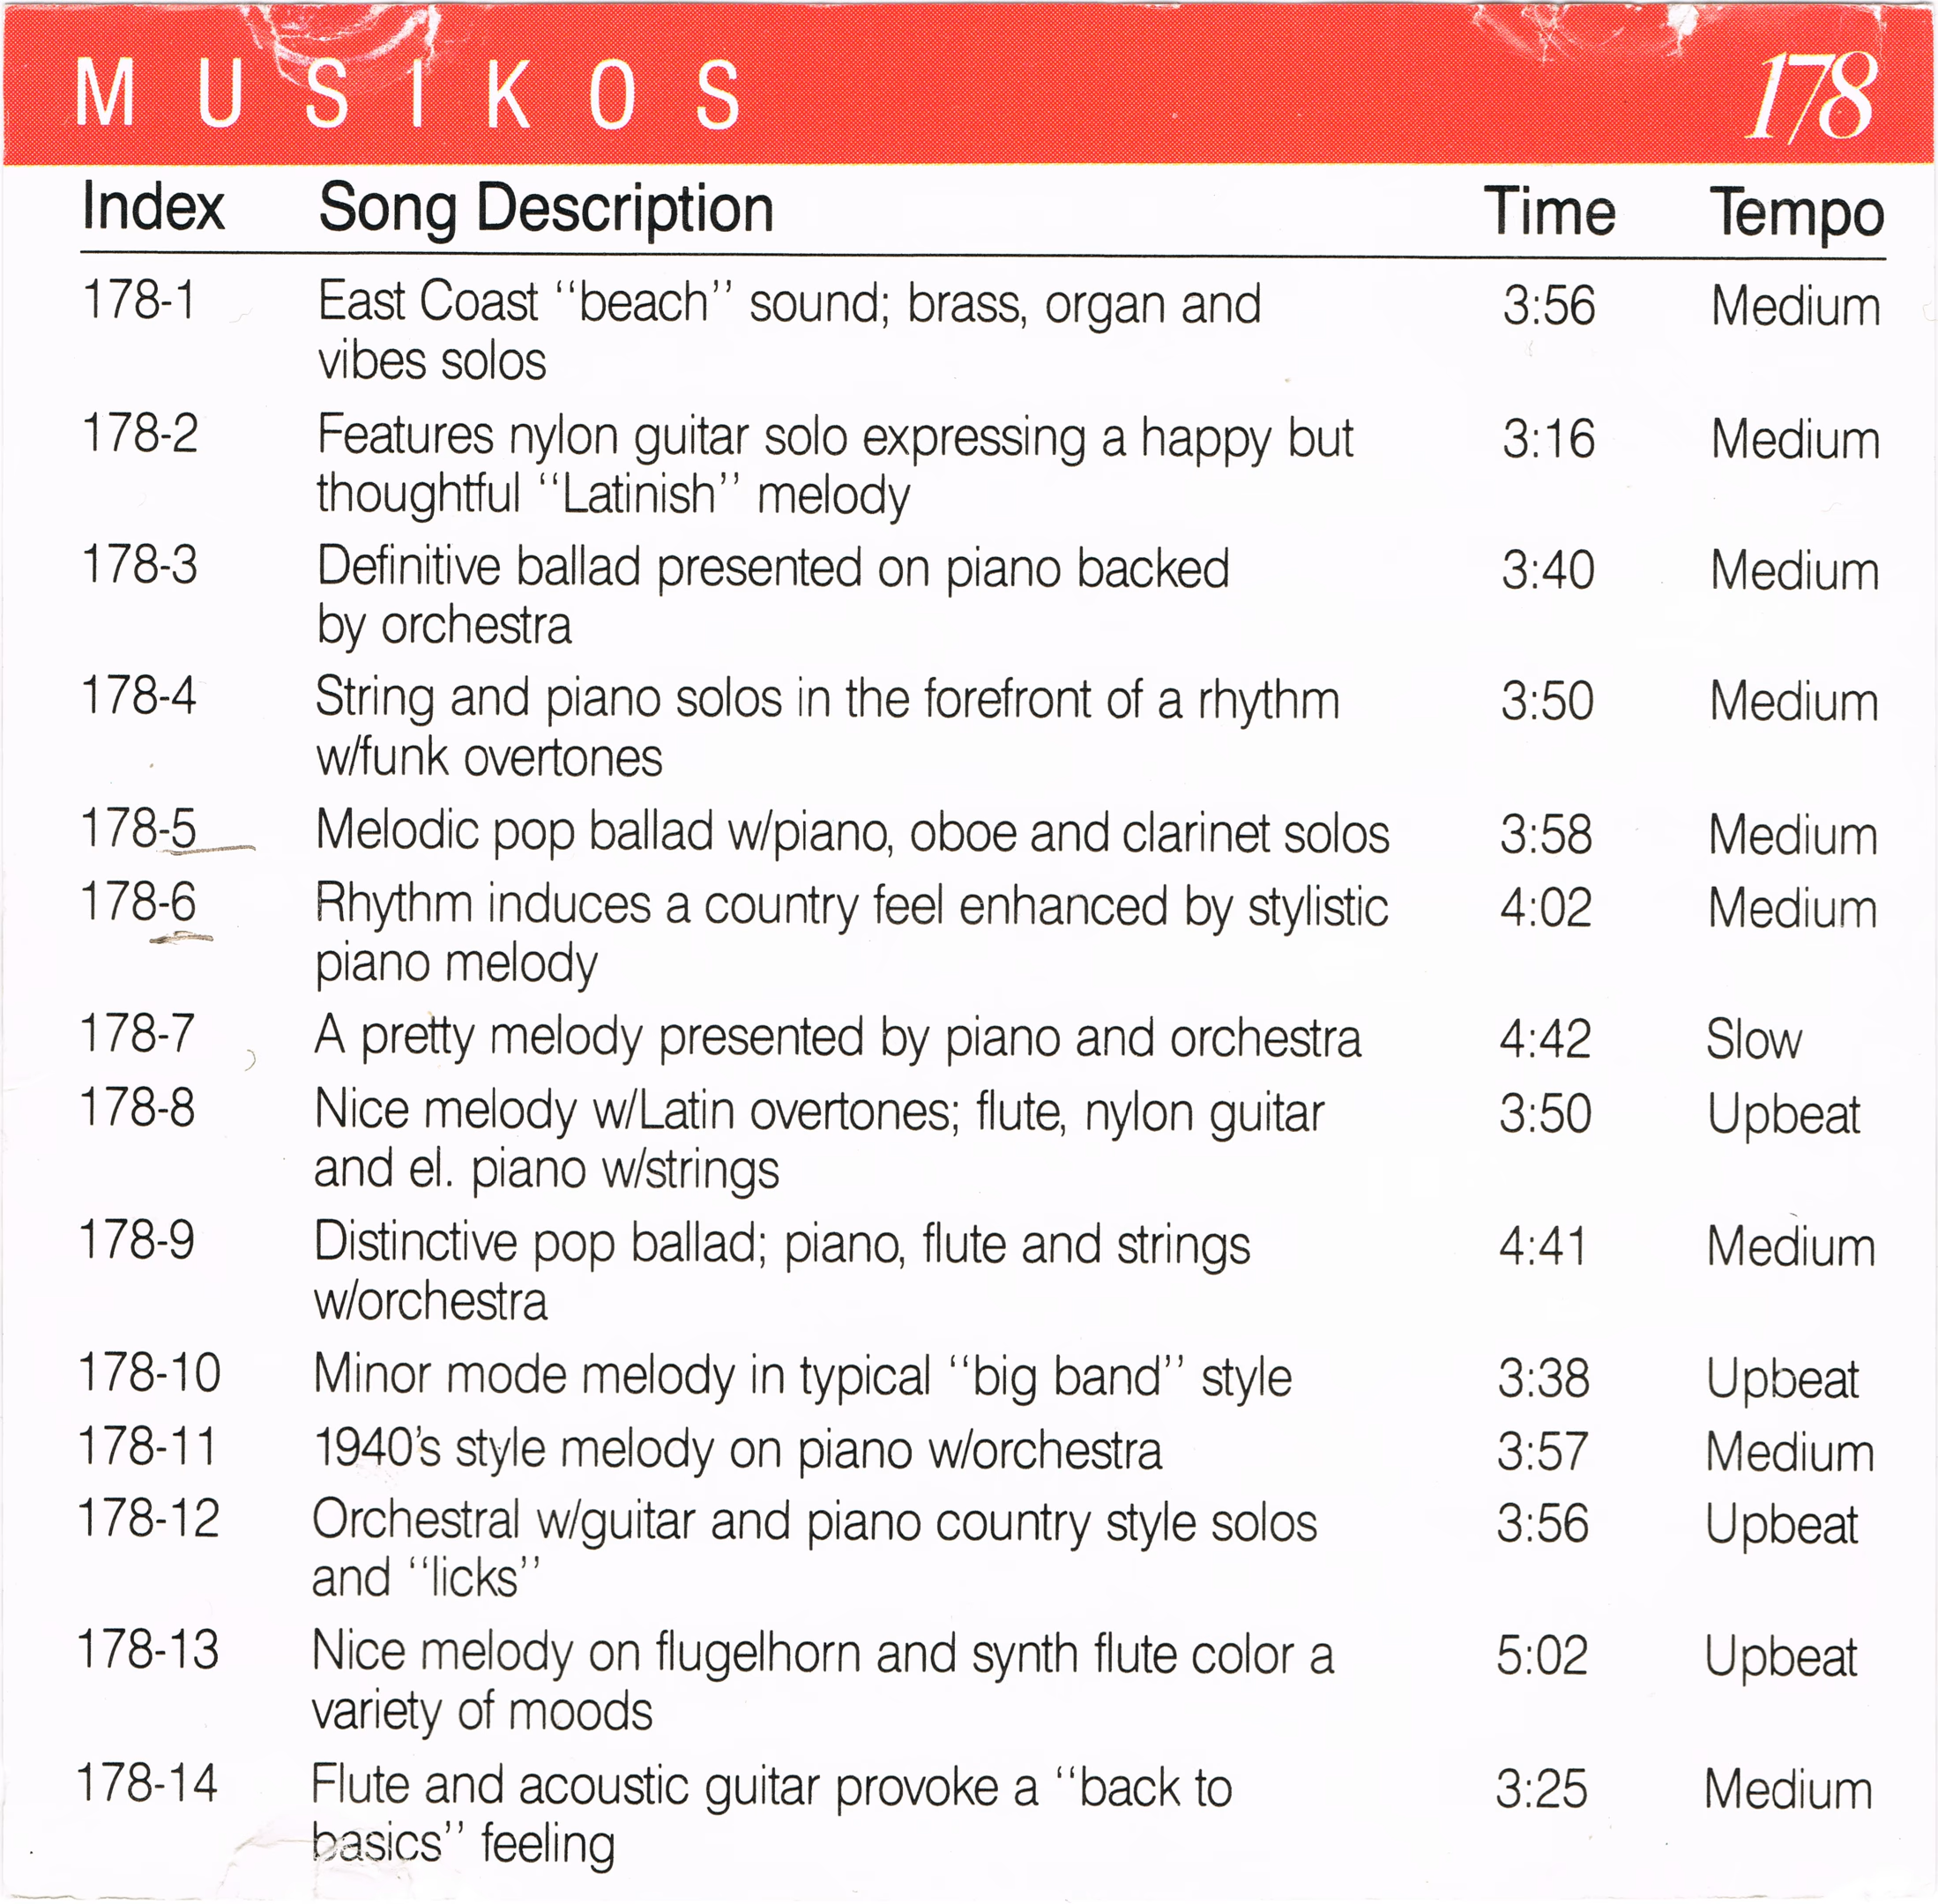 MUSIKOS 178
Index Song Description Time Tempo
178-1 East Coast "beach" sound; brass, organ and 3:56 Medium
vibes solos
178-2 Features nylon guitar solo expressing a happy but 3:16 Medium
thoughtful "Latinish" melody
178-3 Definitive ballad presented on piano backed 3:40 Medium
by orchestra
178-4 String and piano solos in the forefront of a rhythm 3:50 Medium
w/funk overtones
178-5 Melodic pop ballad w/piano, oboe and clarinet solos 3:58 Medium
178-6 Rhythm induces a country feel enhanced by stylistic 4:02 Medium
piano melody
178-7 A pretty melody presented by piano and orchestra 4:42 Slow
178-8 Nice melody w/Latin overtones; flute, nylon guitar 3:50 Upbeat
and el. piano w/strings
178-9 Distinctive pop ballad; piano, flute and strings 4:41 Medium
w/orchestra
178-10 Minor mode melody in typical "big band" style 3:38 Upbeat
178-11 1940's style melody on piano w/orchestra 3:57 Medium
178-12 Orchestral w/guitar and piano country style solos 3:56 Upbeat
and "licks"
178-13 Nice melody on flugelhorn and synth flute color a 5:02 Upbeat
variety of moods
178-14 Flute and acoustic guitar provoke a "back to 3:25 Medium
basics" feeling